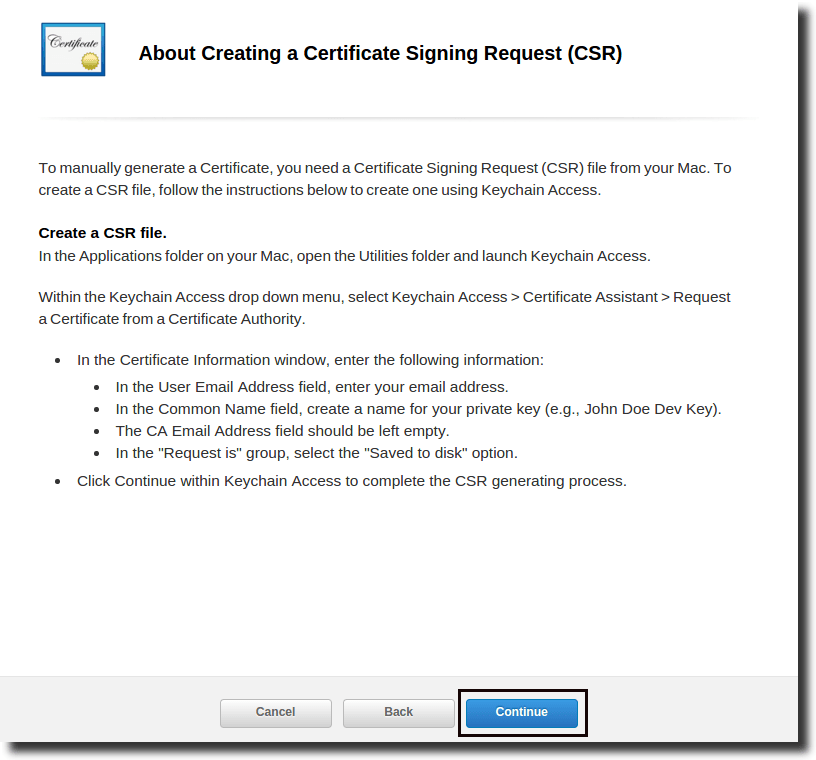 Certificate
About Creating a Certificate Signing Request (CSR)
To manually generate a Certificate, you need a Certificate Signing Request (CSR) file from your Mac. To
create a CSR file, follow the instructions below to create one using Keychain Access.
Create a CSR file.
In the Applications folder on your Mac, open the Utilities folder and launch Keychain Access.
Within the Keychain Access drop down menu, select Keychain Access > Certificate Assistant > Request
a Certificate from a Certificate Authority.
• In the Certificate Information window, enter the following information:
• In the User Email Address field, enter your email address.
• In the Common Name field, create a name for your private key (e.g., John Doe Dev Key).
• The CA Email Address field should be left empty.
• In the "Request is" group, select the "Saved to disk" option.
• Click Continue within Keychain Access to complete the CSR generating process.
Cancel Back Continue